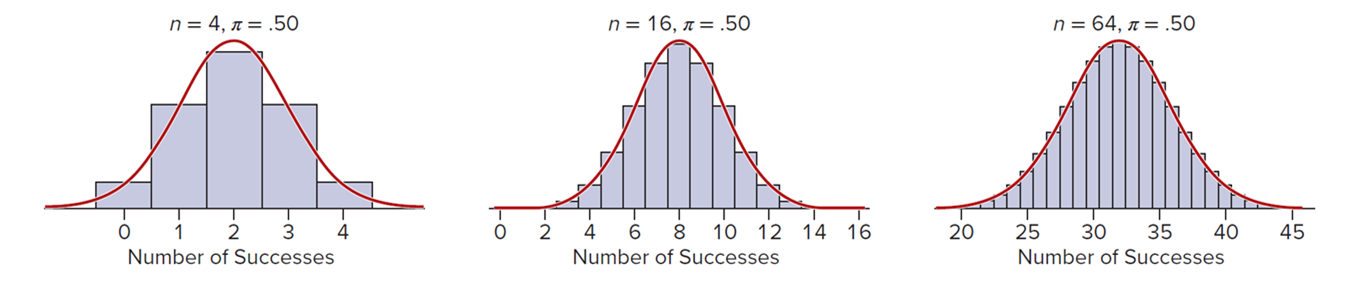 n = 4, π = .50
0 1 2 3 4
Number of Successes
n = 16, π = .50
0 2 4 6 8 10 12 14 16
Number of Successes
n = 64, π = .50
20 25 30 35 40 45
Number of Successes